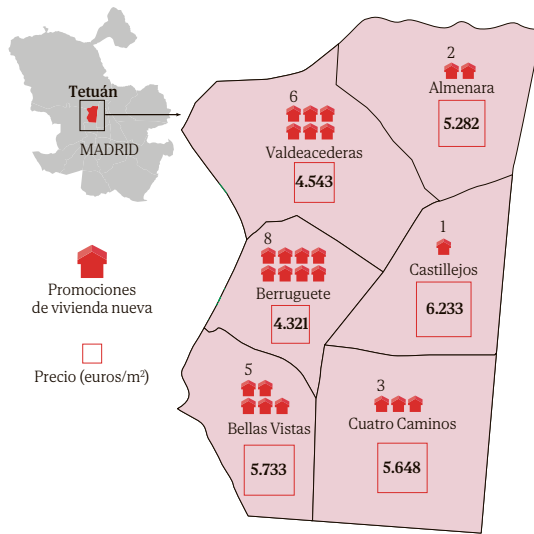 Tetuán
MADRID
Promociones
de vivienda nueva
Precio (euros/m²)
2
Almenara
5.282
6
Valdeacederas
4.543
1
Castillejos
6.233
8
Berruguete
4.321
5
Bellas Vistas
5.733
3
Cuatro Caminos
5.648